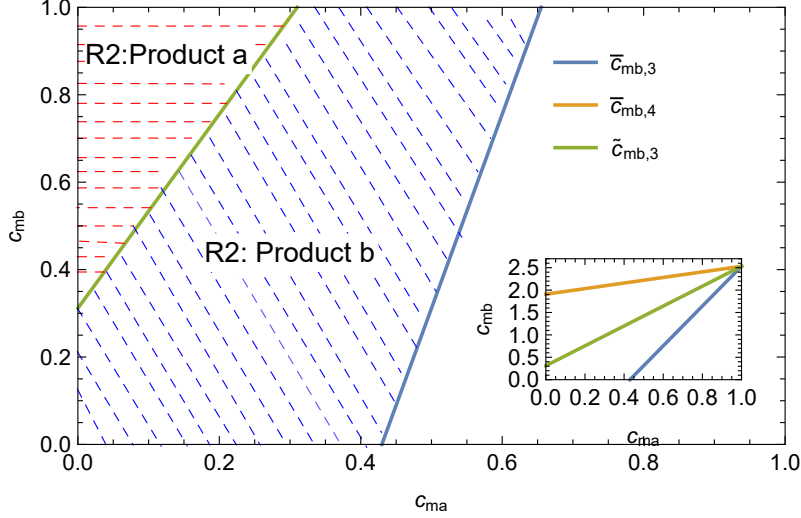 1.0
0.8
0.6
0.4
0.2
0.0
c_mb
R2:Product a
R2: Product b
c̅_mb,3
c̅_mb,4
c̃_mb,3
2.5
2.0
1.5
1.0
0.5
0.0
c_mb
0.0 0.2 0.4 0.6 0.8 1.0
c_ma
0.0 0.2 0.4 0.6 0.8 1.0
c_ma